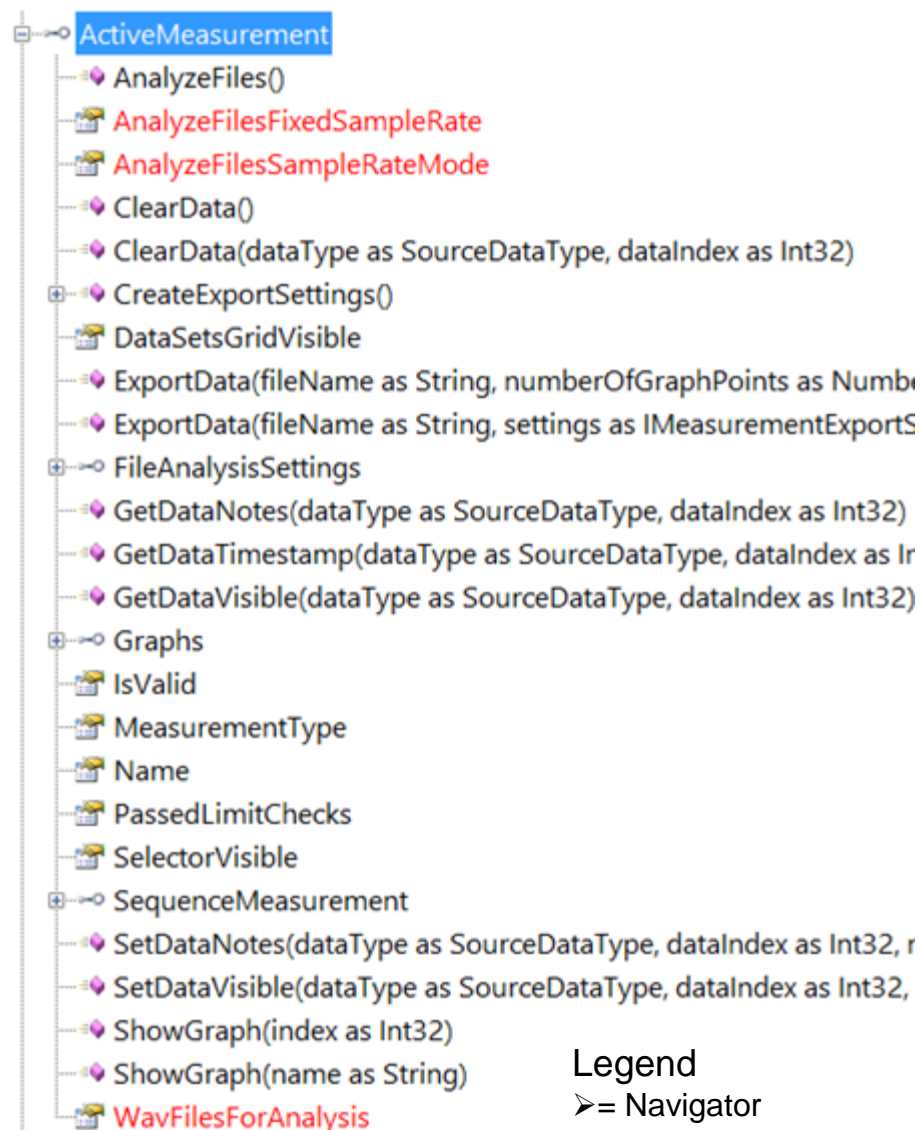 ActiveMeasurement
AnalyzeFiles()
AnalyzeFilesFixedSampleRate
AnalyzeFilesSampleRateMode
ClearData()
ClearData(dataType as SourceDataType, dataIndex as Int32)
CreateExportSettings()
DataSetsGridVisible
ExportData(fileName as String, numberOfGraphPoints as Numbe
ExportData(fileName as String, settings as IMeasurementExportS
FileAnalysisSettings
GetDataNotes(dataType as SourceDataType, dataIndex as Int32)
GetDataTimestamp(dataType as SourceDataType, dataIndex as In
GetDataVisible(dataType as SourceDataType, dataIndex as Int32)
Graphs
IsValid
MeasurementType
Name
PassedLimitChecks
SelectorVisible
SequenceMeasurement
SetDataNotes(dataType as SourceDataType, dataIndex as Int32, 
SetDataVisible(dataType as SourceDataType, dataIndex as Int32,
ShowGraph(index as Int32)
ShowGraph(name as String)
WavFilesForAnalysis
Legend
➢= Navigator